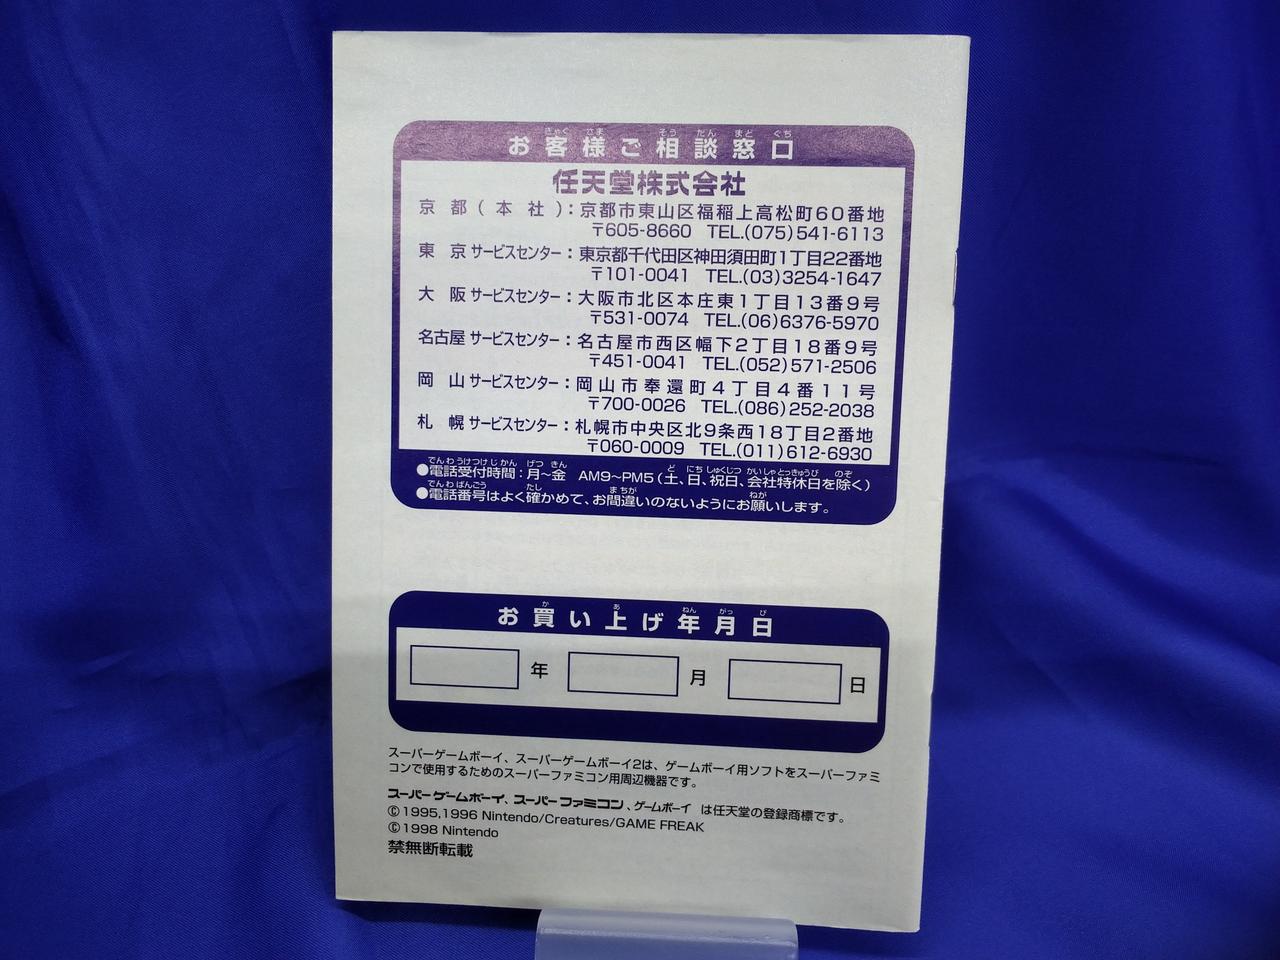 お客様ご相談窓口
任天堂株式会社
京都(本社):京都市東山区福稲上高松町60番地
〒605-8660 TEL.(075)541-6113
東京サービスセンター:東京都千代田区神田須田町1丁目22番地
〒101-0041 TEL.(03)3254-1647
大阪サービスセンター:大阪市北区本庄東1丁目13番9号
〒531-0074 TEL.(06)6376-5970
名古屋サービスセンター:名古屋市西区幅下2丁目18番9号
〒451-0041 TEL.(052)571-2506
岡山サービスセンター:岡山市奉還町4丁目4番11号
〒700-0026 TEL.(086)252-2038
札幌サービスセンター:札幌市中央区北9条西18丁目2番地
〒060-0009 TEL.(011)612-6930
●電話受付時間:月~金 AM9~PM5(土、日、祝日、会社特休日を除く)
●電話番号はよく確かめて、お間違いのないようにお願いします。
お買い上げ年月日
年 月 日
スーパーゲームボーイ、スーパーゲームボーイ2は、ゲームボーイ用ソフトをスーパーファミ
コンで使用するためのスーパーファミコン用周辺機器です。
スーパーゲームボーイ、スーパーファミコン、ゲームボーイ は任天堂の登録商標です。
©1995,1996 Nintendo/Creatures/GAME FREAK
©1998 Nintendo
禁無断転載